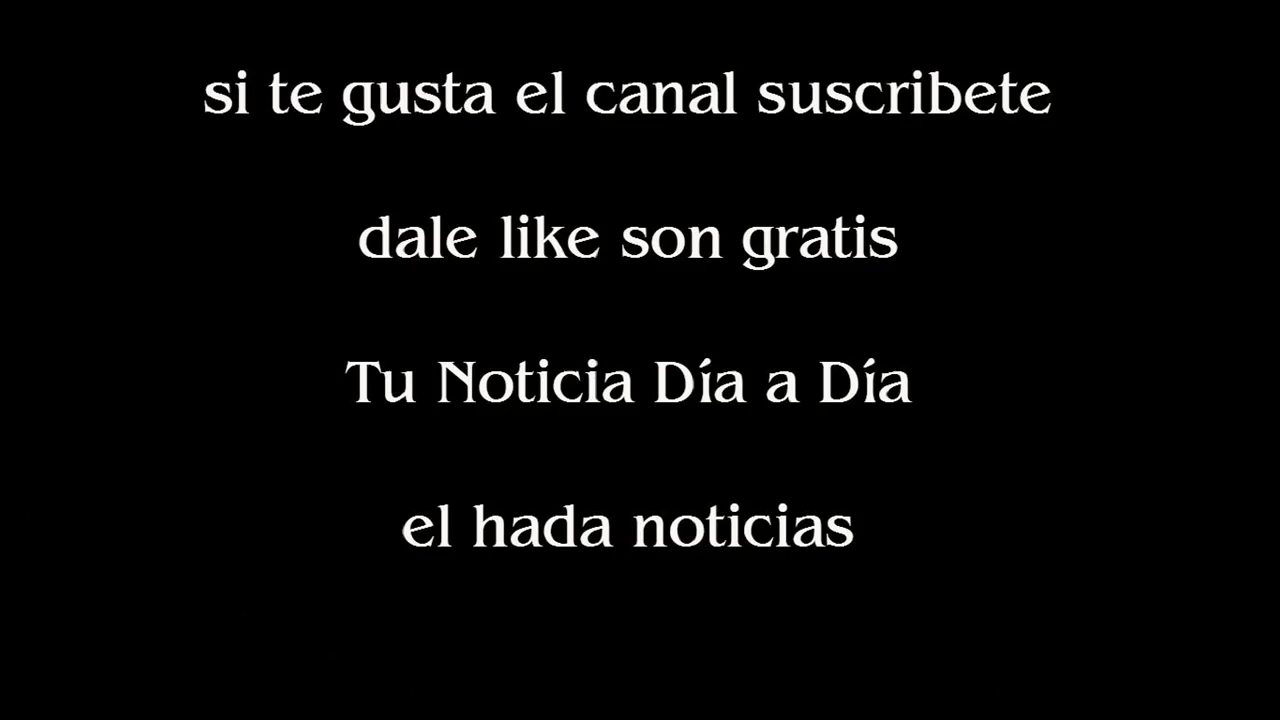 si te gusta el canal suscribete
dale like son gratis
Tu Noticia Día a Día
el hada noticias